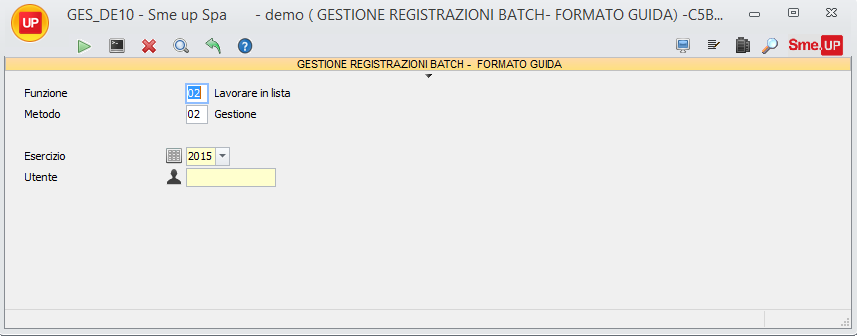 UP
GES_DE10 - Sme up Spa - demo ( GESTIONE REGISTRAZIONI BATCH- FORMATO GUIDA) -C5B...
Sme.UP
GESTIONE REGISTRAZIONI BATCH - FORMATO GUIDA
Funzione 02 Lavorare in lista
Metodo 02 Gestione
Esercizio 2015
Utente